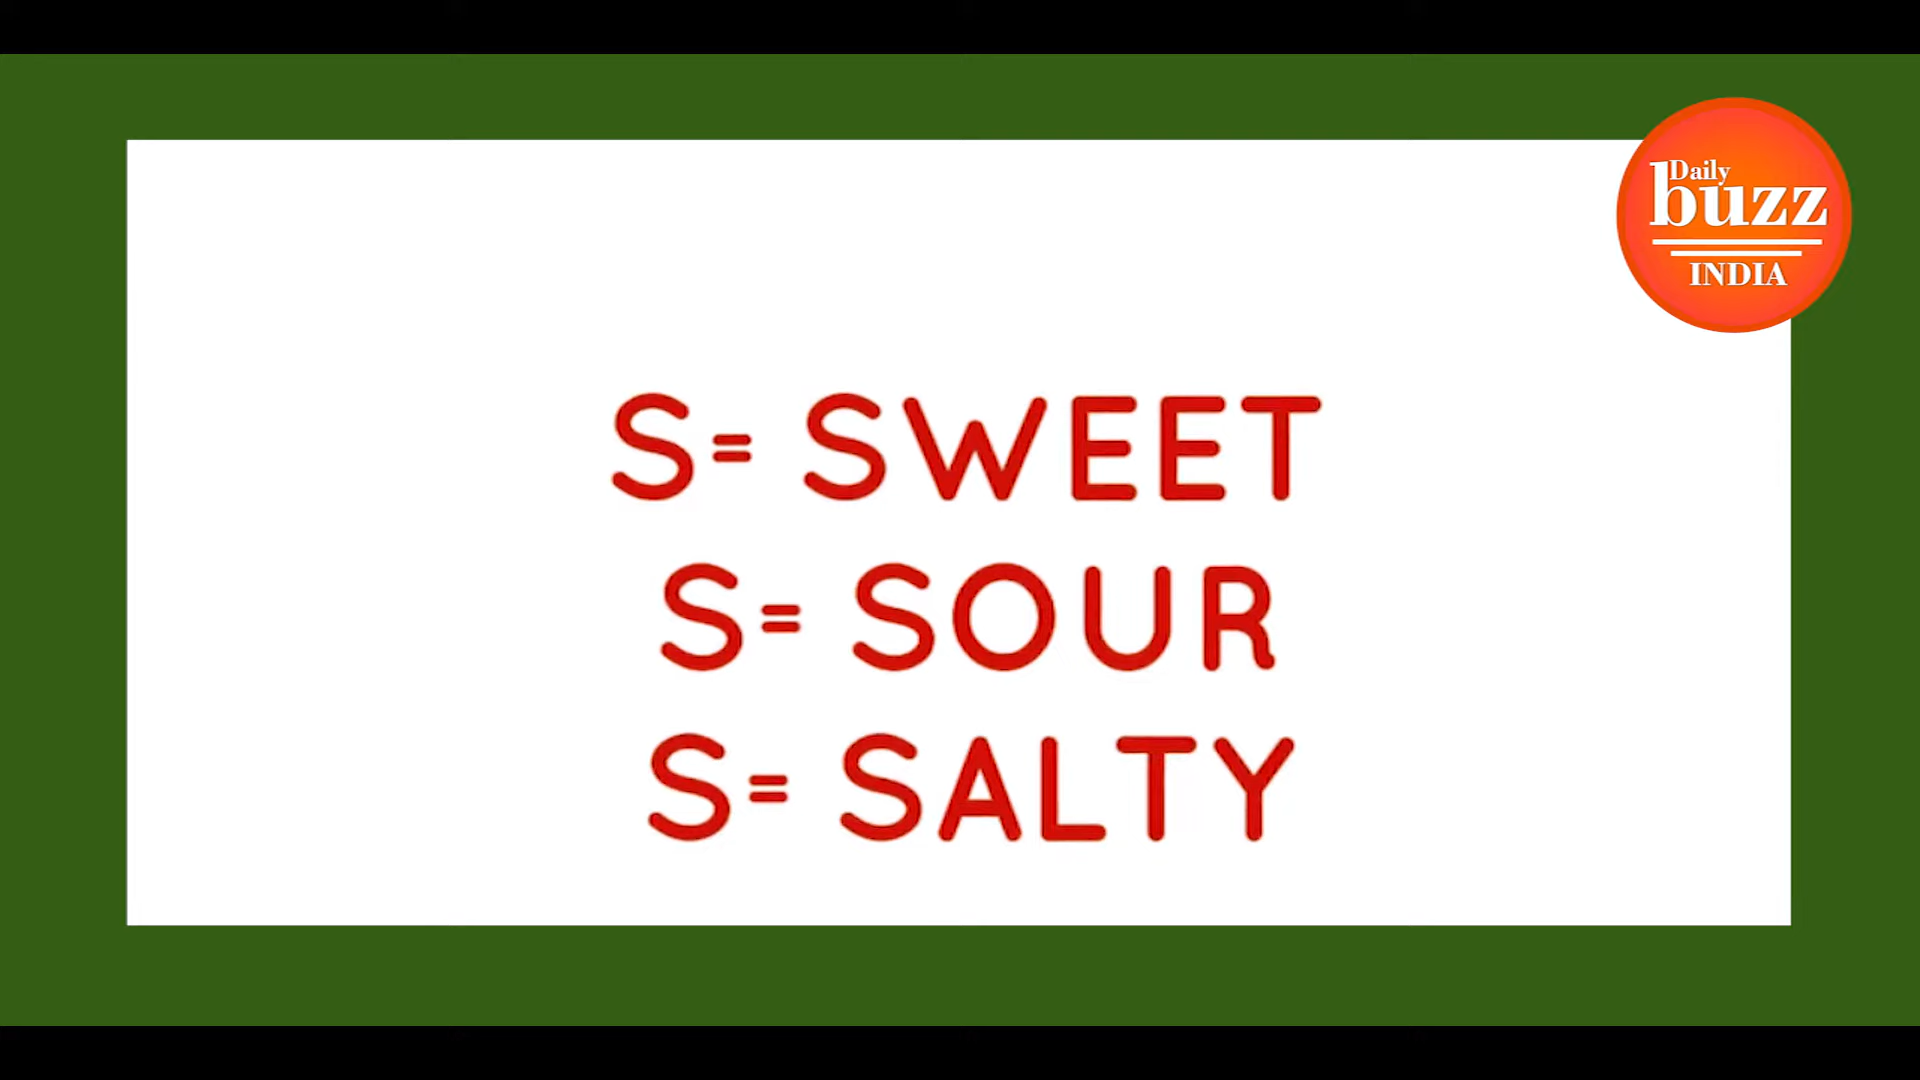 Daily
buzz
INDIA
S= SWEET
S= SOUR
S= SALTY